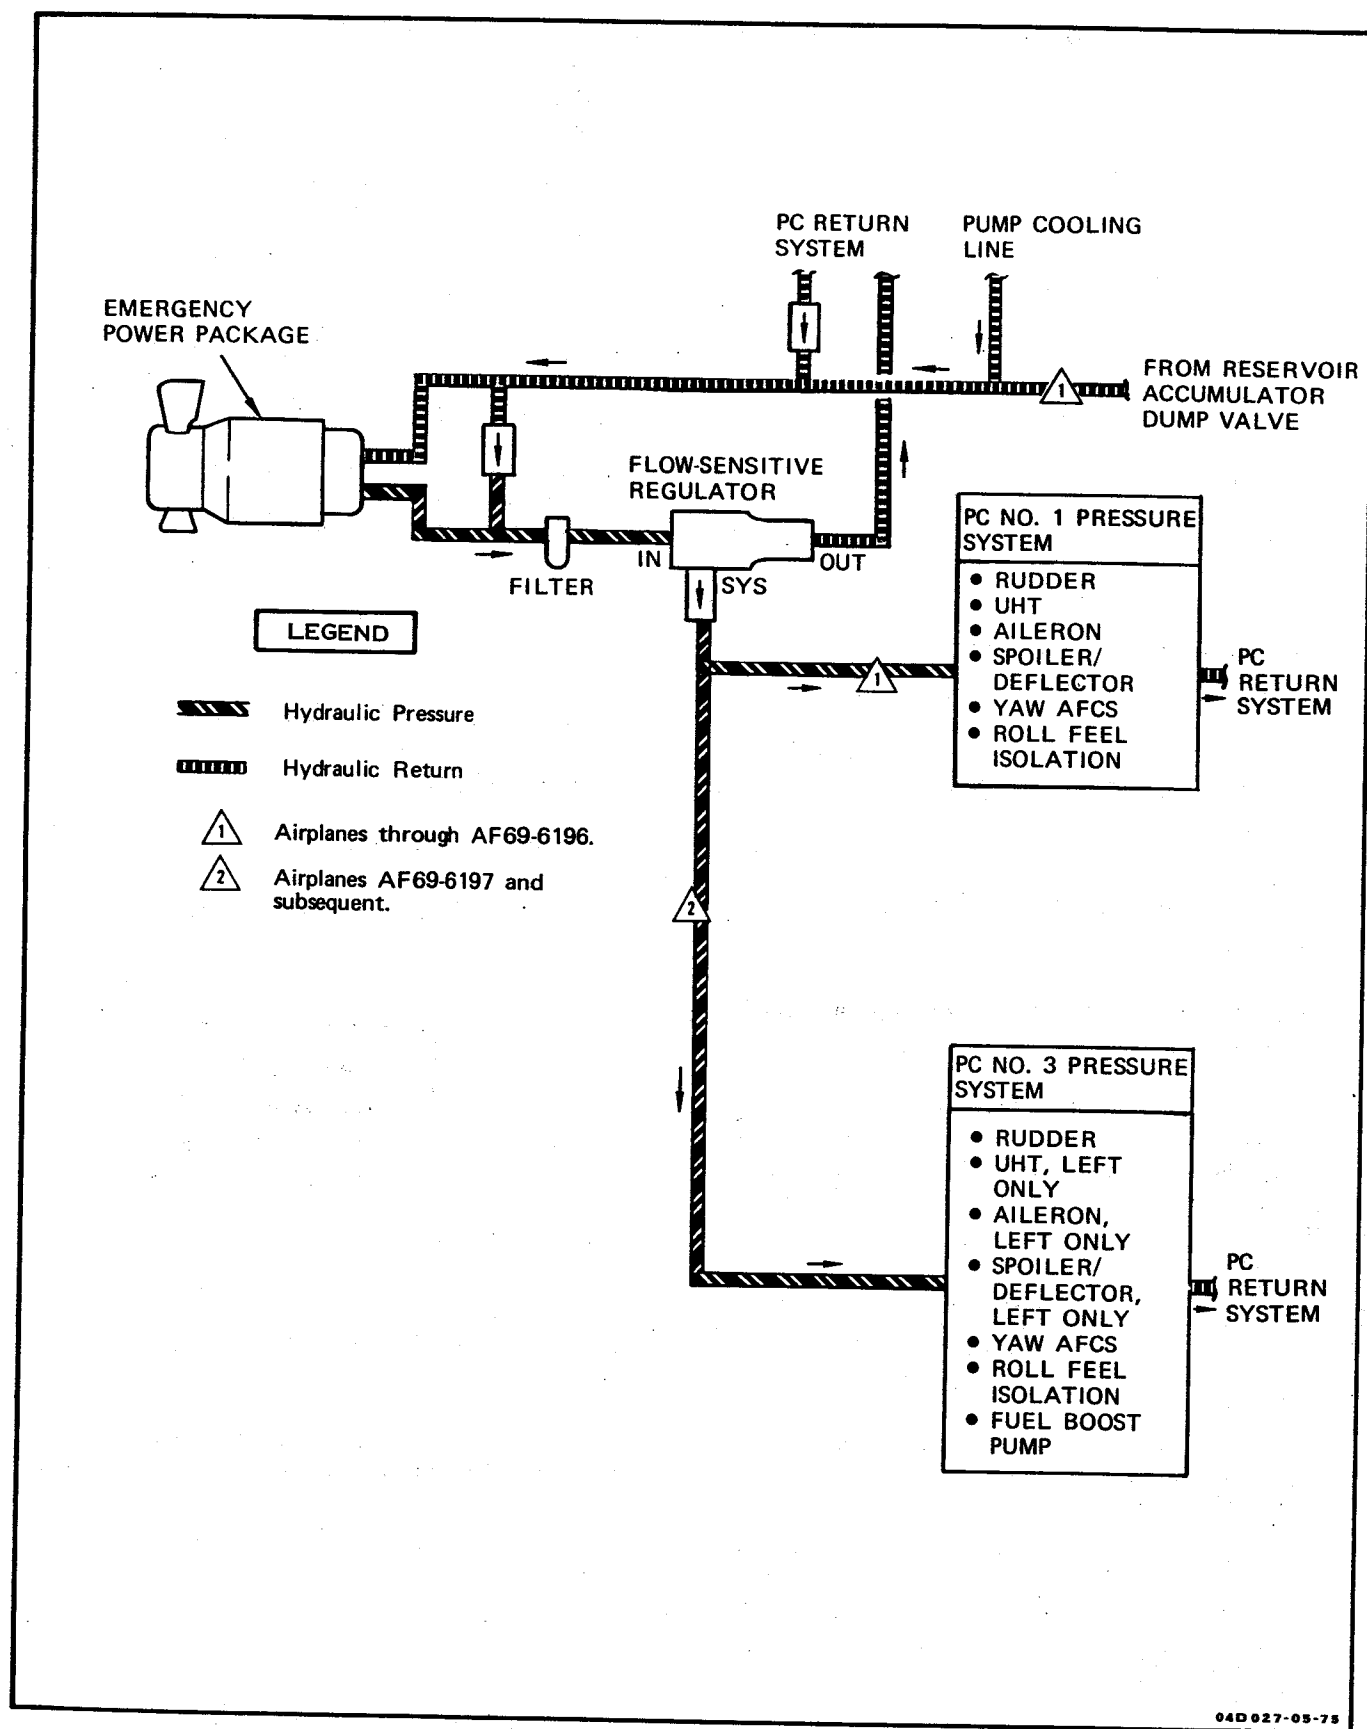 PC RETURN
SYSTEM
PUMP COOLING
LINE
EMERGENCY
POWER PACKAGE
FROM RESERVOIR
ACCUMULATOR
DUMP VALVE
1
FLOW-SENSITIVE
REGULATOR
IN
OUT
SYS
FILTER
PC NO. 1 PRESSURE
SYSTEM
● RUDDER
● UHT
● AILERON
● SPOILER/
DEFLECTOR
● YAW AFCS
● ROLL FEEL
ISOLATION
1
PC
RETURN
SYSTEM
LEGEND
Hydraulic Pressure
Hydraulic Return
1 Airplanes through AF69-6196.
2 Airplanes AF69-6197 and
subsequent.
2
PC NO. 3 PRESSURE
SYSTEM
● RUDDER
● UHT, LEFT
ONLY
● AILERON,
LEFT ONLY
● SPOILER/
DEFLECTOR,
LEFT ONLY
● YAW AFCS
● ROLL FEEL
ISOLATION
● FUEL BOOST
PUMP
PC
RETURN
SYSTEM
04D027-05-75